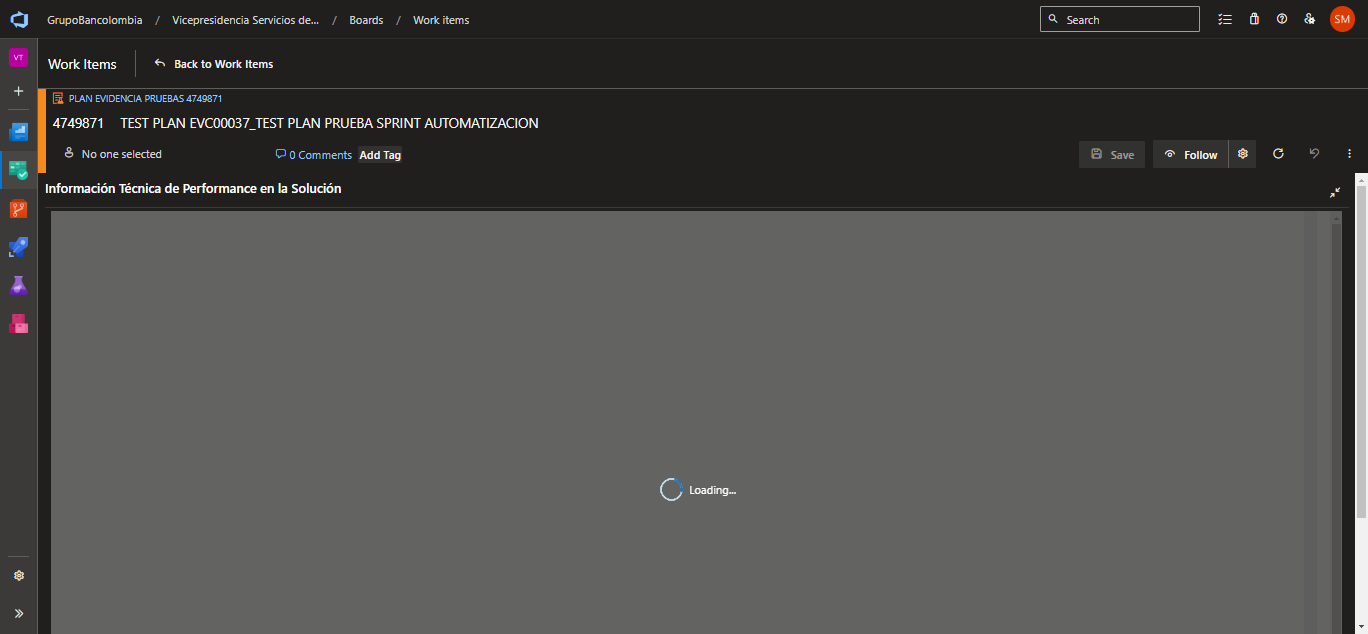 GrupoBancolombia / Vicepresidencia Servicios de... / Boards / Work items
Search
SM
VT
Work Items
Back to Work Items
PLAN EVIDENCIA PRUEBAS 4749871
4749871 TEST PLAN EVC00037_TEST PLAN PRUEBA SPRINT AUTOMATIZACION
No one selected
0 Comments
Add Tag
Save
Follow
Información Técnica de Performance en la Solución
Loading...